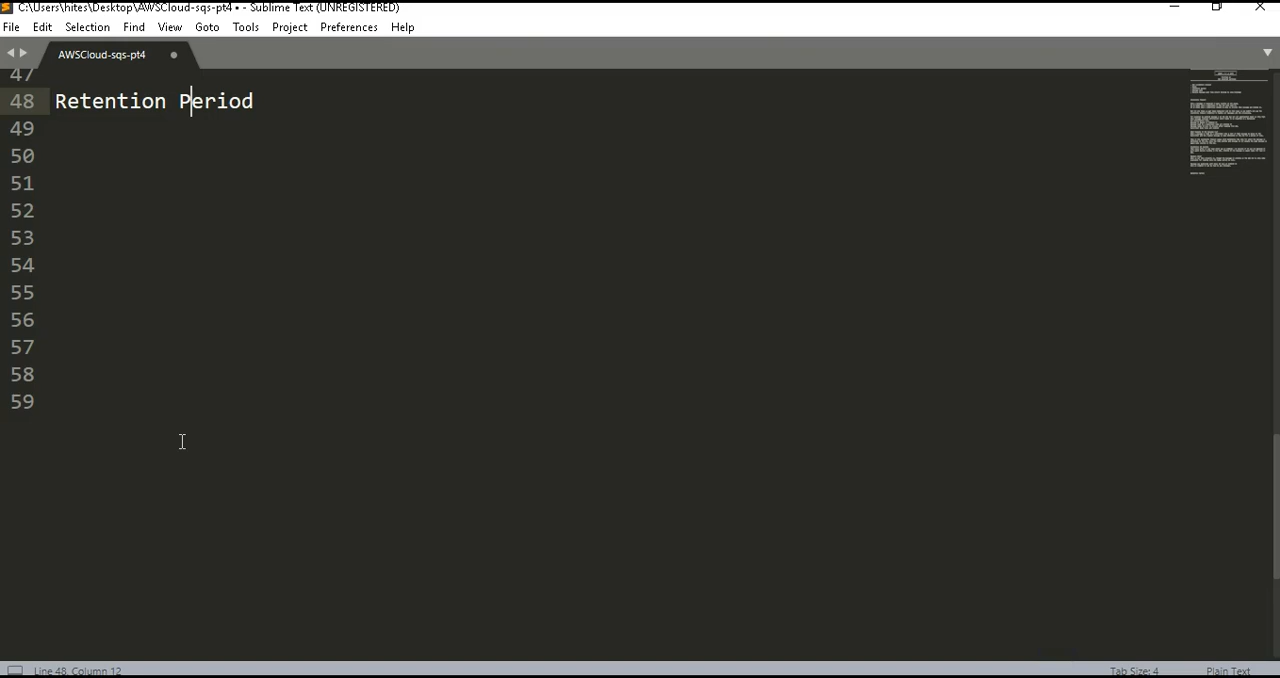 C:\Users\hites\Desktop\AWSCloud-sqs-pt4 • - Sublime Text (UNREGISTERED)
File Edit Selection Find View Goto Tools Project Preferences Help
AWSCloud-sqs-pt4
47
48 Retention Period
49
50
51
52
53
54
55
56
57
58
59
Line 48, Column 12 Tab Size: 4 Plain Text